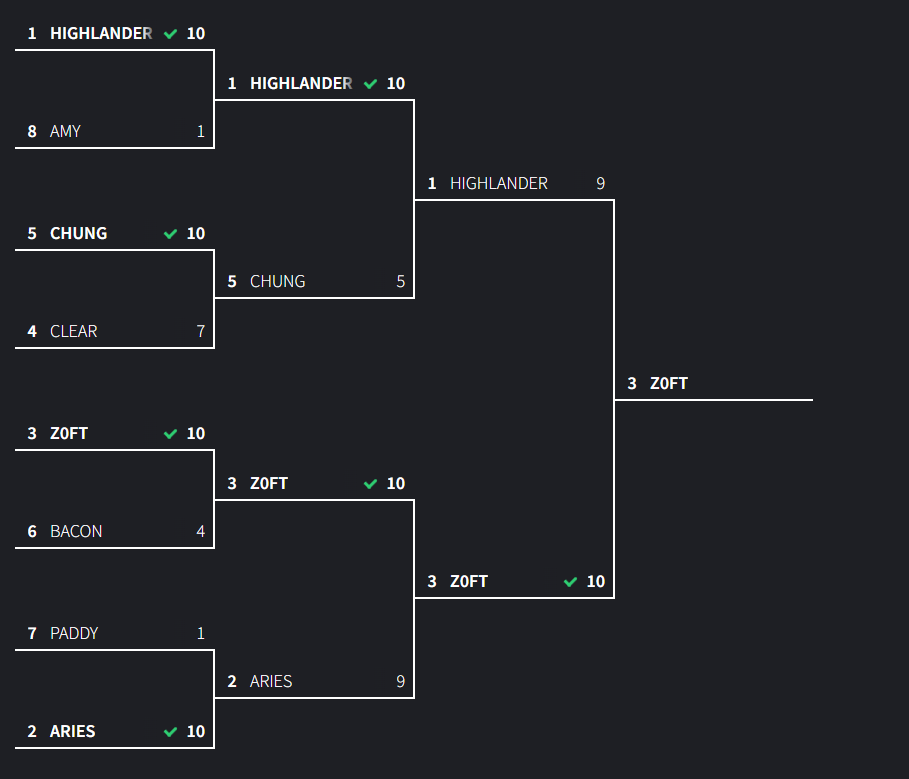 1 HIGHLANDER 10
8 AMY 1
5 CHUNG 10
4 CLEAR 7
3 Z0FT 10
6 BACON 4
7 PADDY 1
2 ARIES 10
1 HIGHLANDER 10
5 CHUNG 5
3 Z0FT 10
2 ARIES 9
1 HIGHLANDER 9
3 Z0FT 10
3 Z0FT